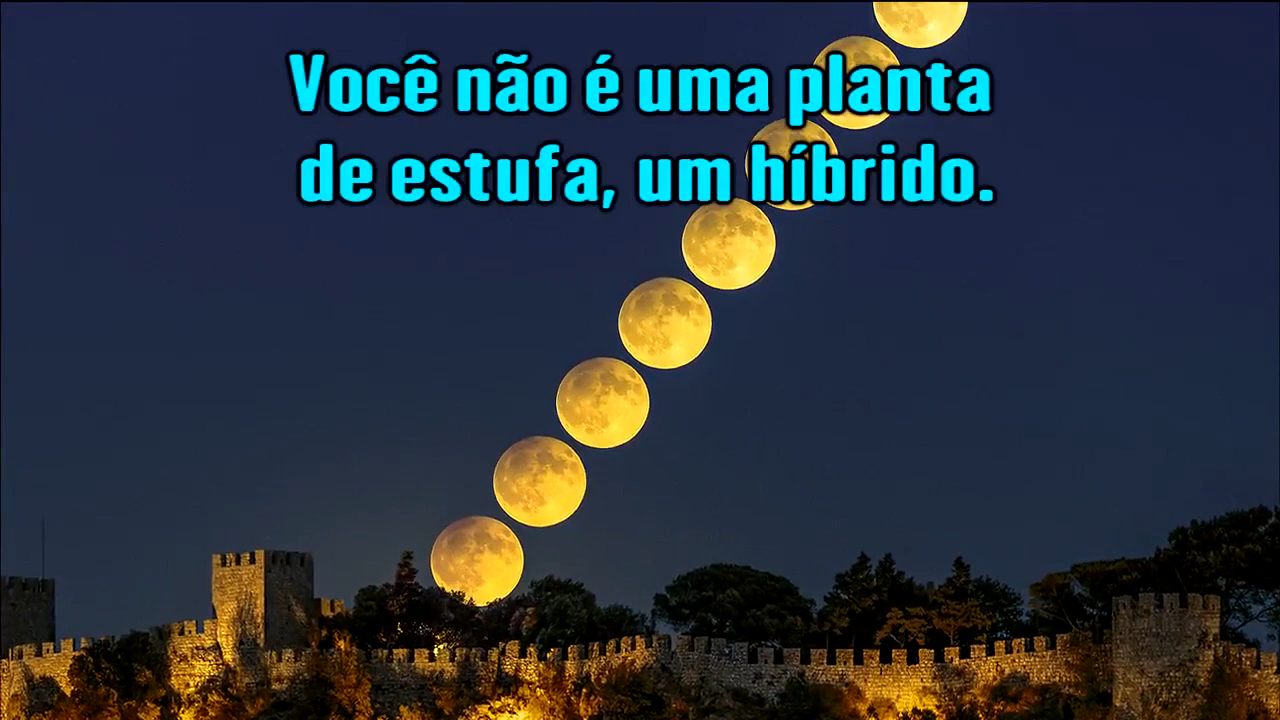 Você não é uma planta
de estufa, um híbrido.